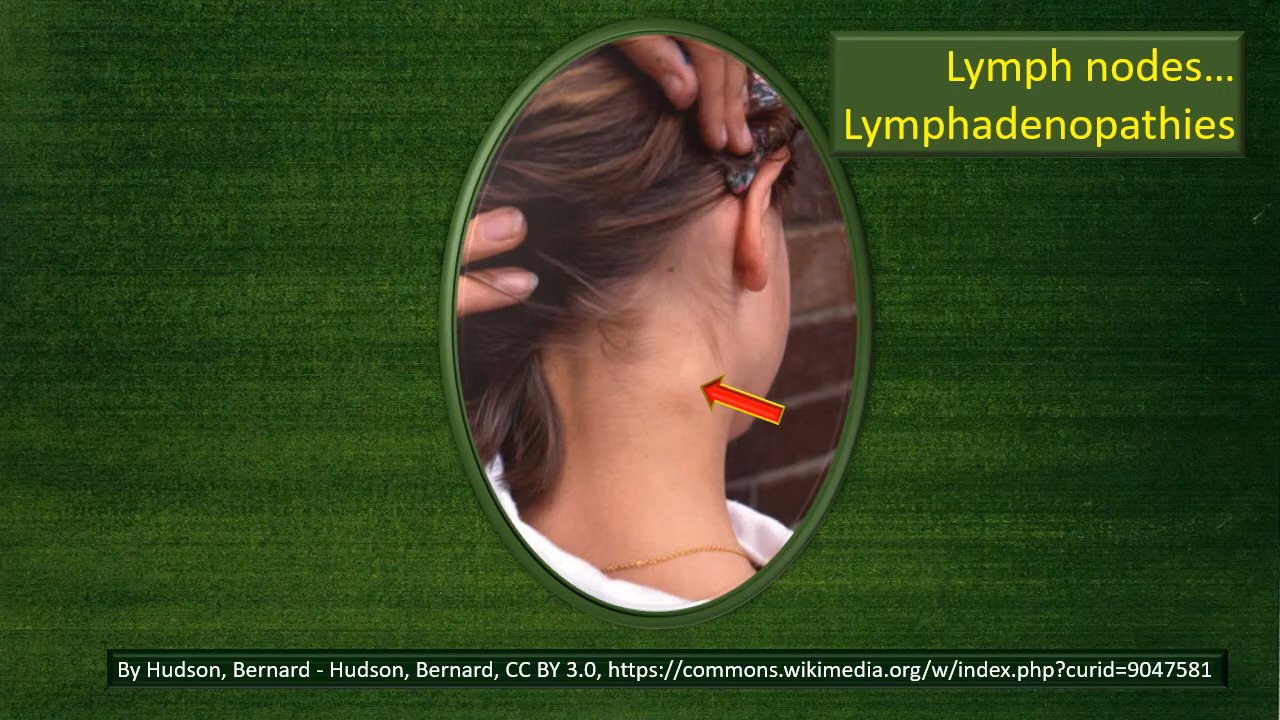 Lymph nodes…
Lymphadenopathies
By Hudson, Bernard - Hudson, Bernard, CC BY 3.0, https://commons.wikimedia.org/w/index.php?curid=9047581